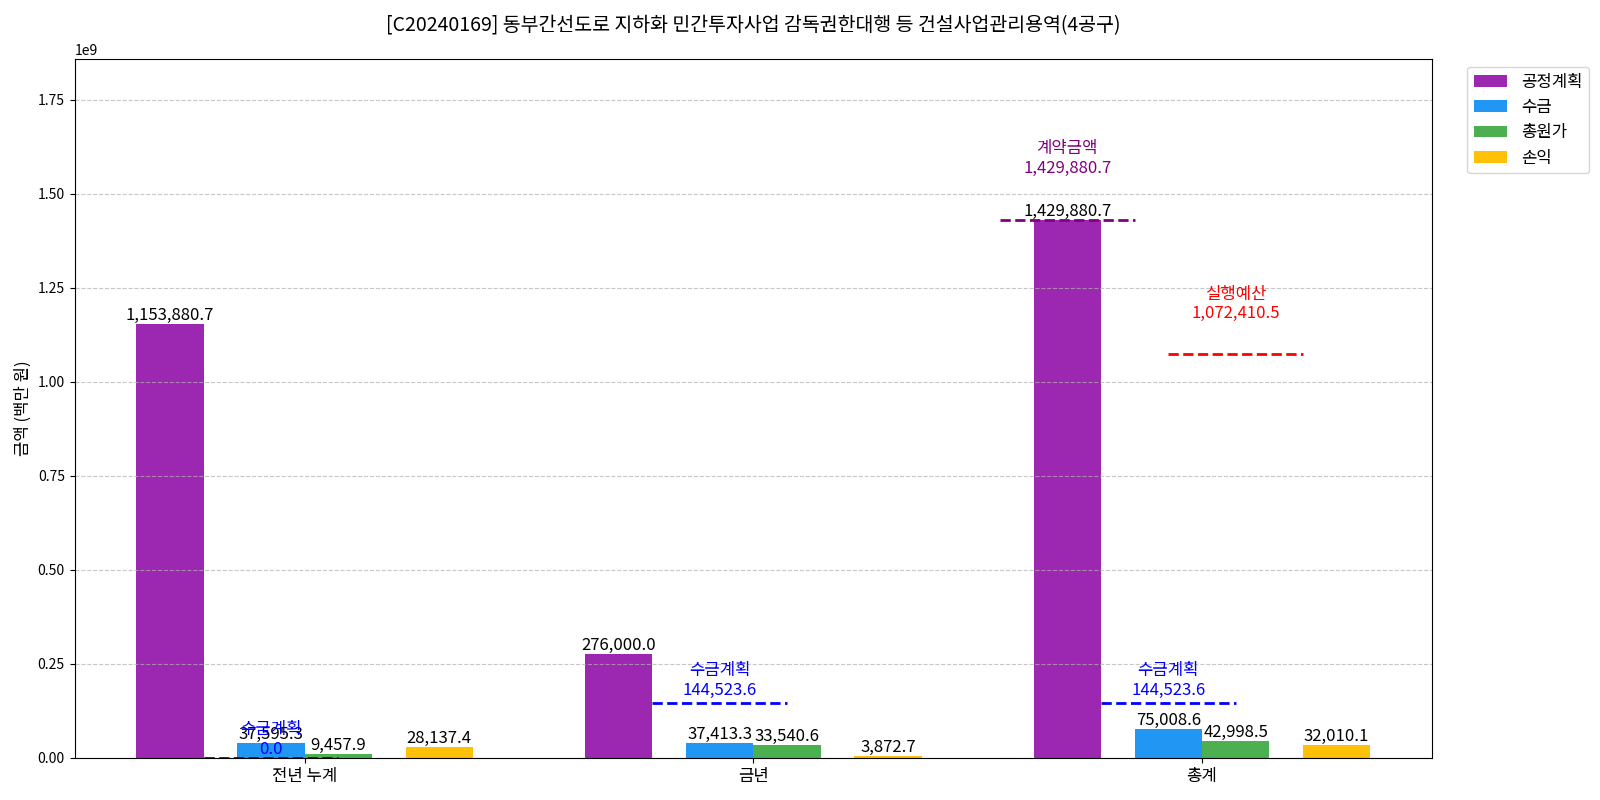 [C20240169] 동부간선도로 지하화 민간투자사업 감독권한대행 등 건설사업관리용역(4공구)
1e9
공정계획
수금
총원가
손익
1.75
1.50
1.25
1.00
0.75
0.50
0.25
0.00
금액 (백만 원)
계약금액
1,429,880.7
1,429,880.7
실행예산
1,072,410.5
1,153,880.7
276,000.0
수금계획
144,523.6
수금계획
144,523.6
수금계획
0.0
37,595.3
9,457.9
28,137.4
37,413.3
33,540.6
3,872.7
75,008.6
42,998.5
32,010.1
전년 누계
금년
총계